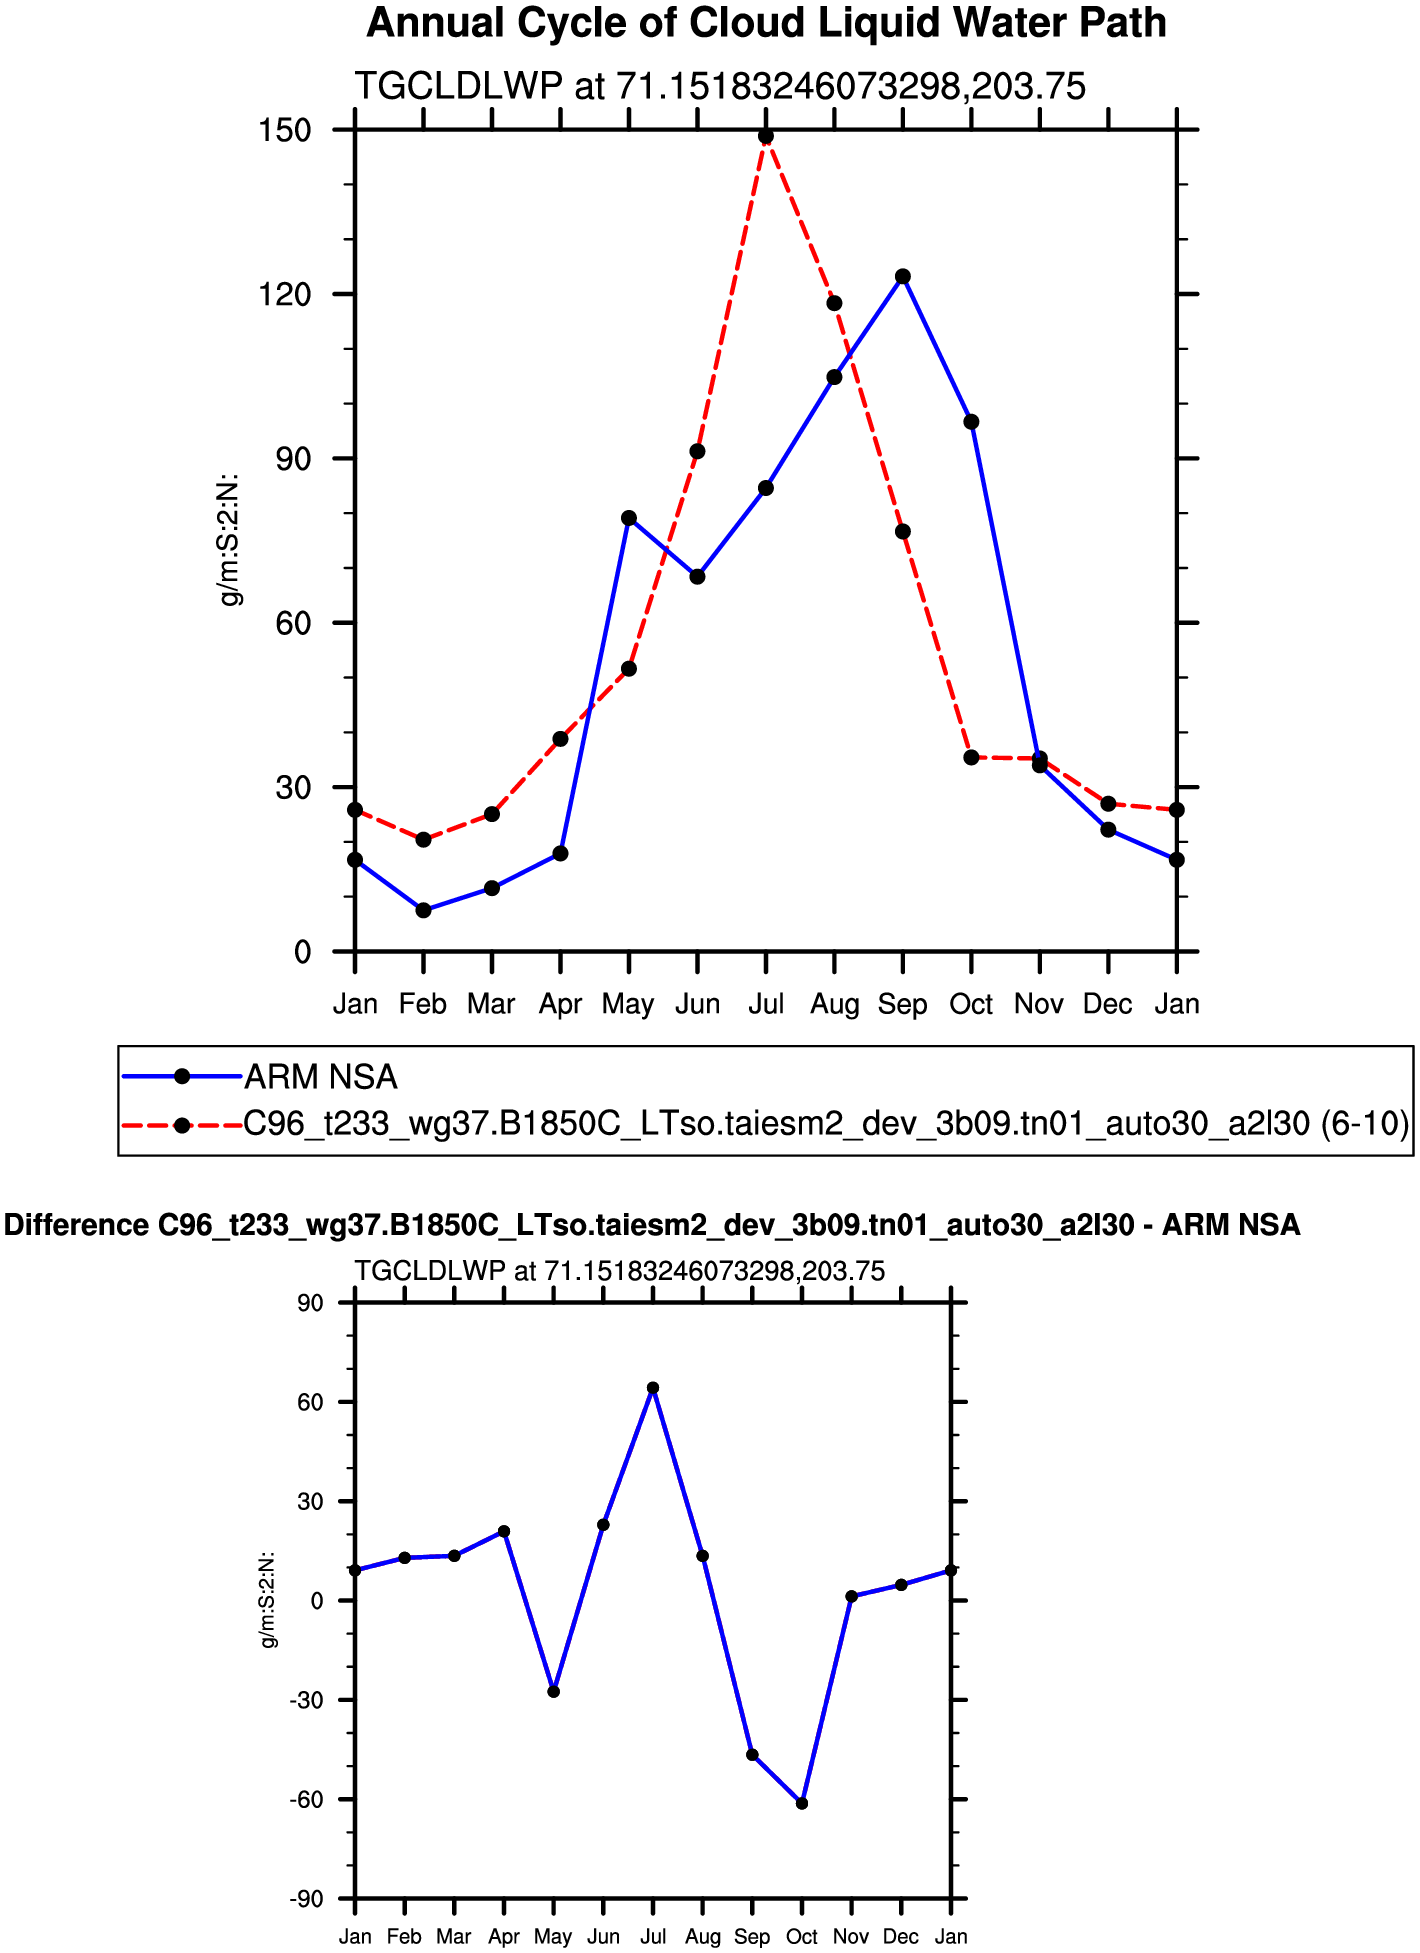 Annual Cycle of Cloud Liquid Water Path
TGCLDLWP at 71.15183246073298,203.75
150
120
90
60
30
0
g/m:S:2:N:
Jan Feb Mar Apr May Jun Jul Aug Sep Oct Nov Dec Jan
ARM NSA
C96_t233_wg37.B1850C_LTso.taiesm2_dev_3b09.tn01_auto30_a2l30 (6-10)
Difference C96_t233_wg37.B1850C_LTso.taiesm2_dev_3b09.tn01_auto30_a2l30 - ARM NSA
TGCLDLWP at 71.15183246073298,203.75
90
60
30
0
-30
-60
-90
g/m:S:2:N:
Jan Feb Mar Apr May Jun Jul Aug Sep Oct Nov Dec Jan